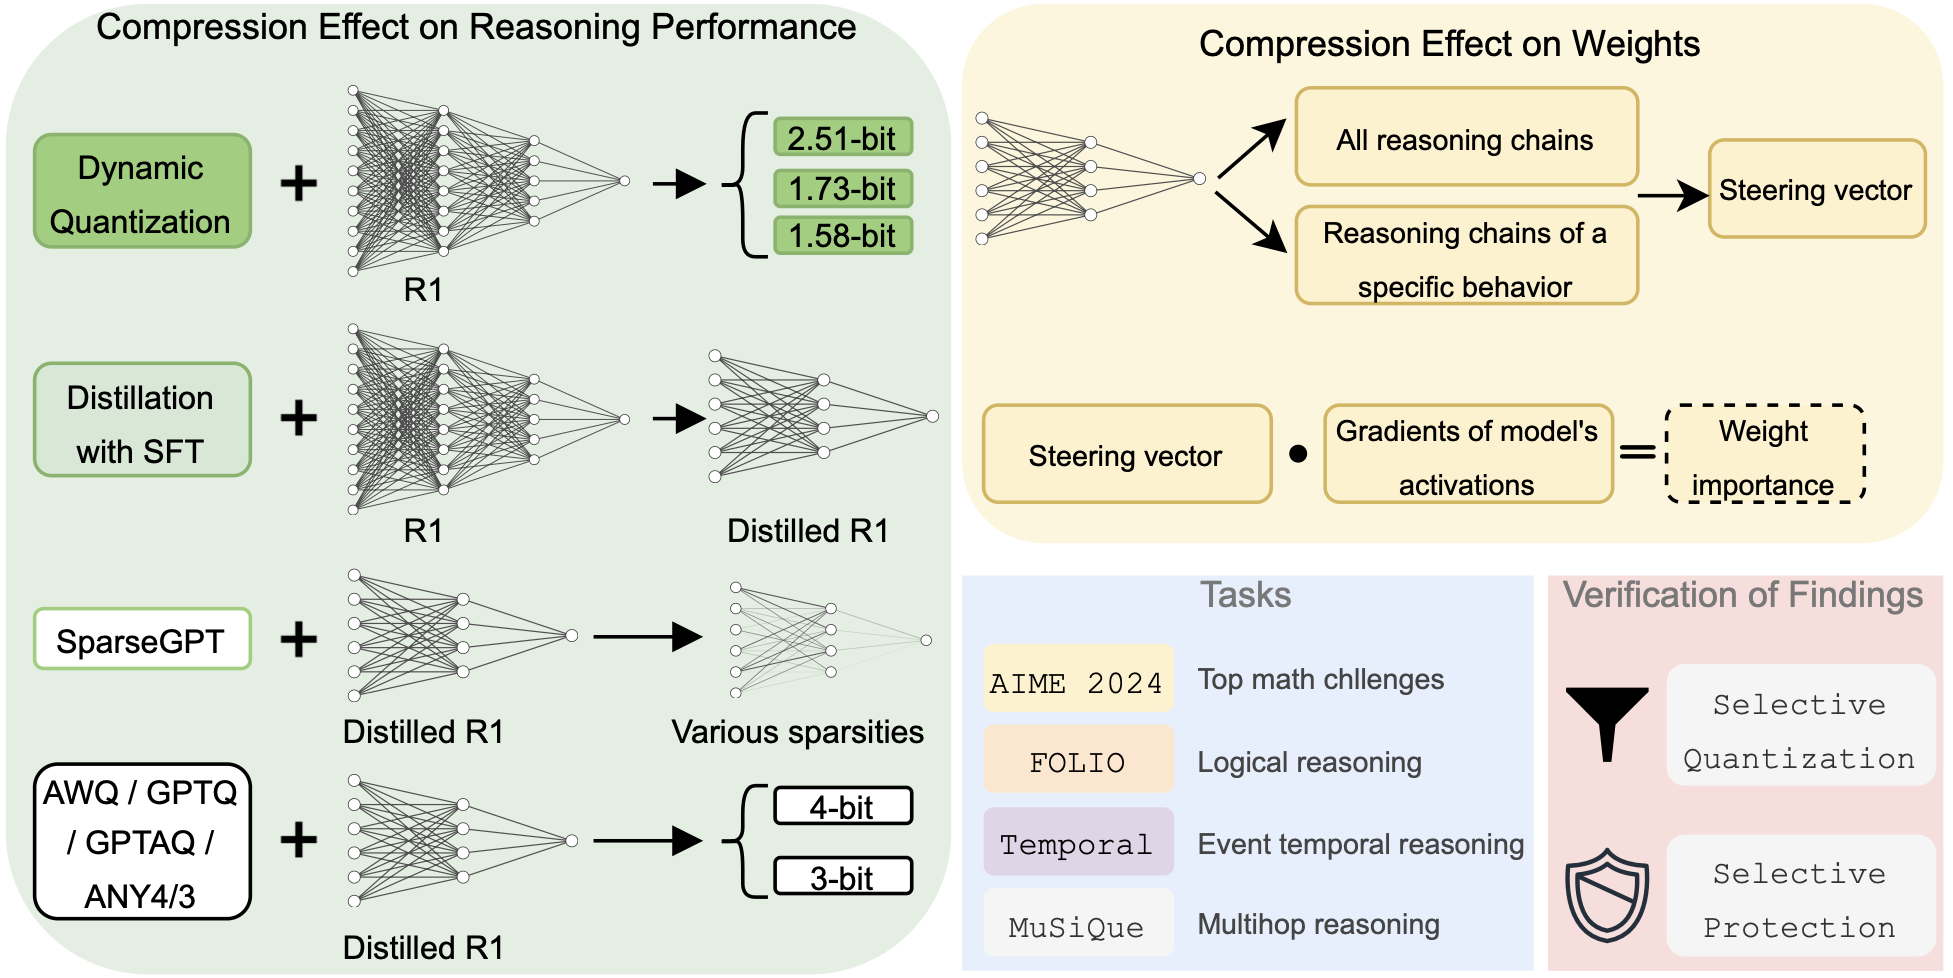 Compression Effect on Reasoning Performance
Dynamic
Quantization
R1
2.51-bit
1.73-bit
1.58-bit
Distillation
with SFT
R1
Distilled R1
SparseGPT
Distilled R1
Various sparsities
AWQ / GPTQ
/ GPTAQ /
ANY4/3
Distilled R1
4-bit
3-bit
Compression Effect on Weights
All reasoning chains
Reasoning chains of a
specific behavior
Steering vector
Steering vector
Gradients of model's
activations
Weight
importance
Tasks
AIME 2024
Top math chllenges
FOLIO
Logical reasoning
Temporal
Event temporal reasoning
MuSiQue
Multihop reasoning
Verification of Findings
Selective
Quantization
Selective
Protection